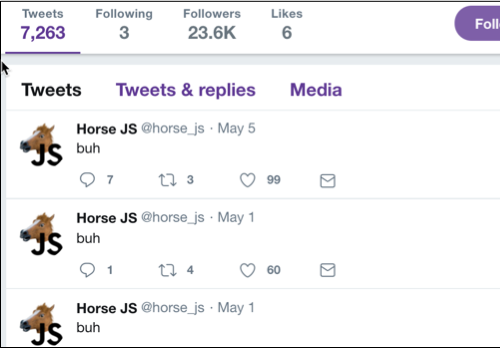 Tweets Following Followers Likes
7,263 3 23.6K 6
Foll
Tweets Tweets & replies Media
Horse JS @horse_js · May 5
buh
7 3 99
JS
Horse JS @horse_js · May 1
buh
1 4 60
JS
Horse JS @horse_js · May 1
buh
JS